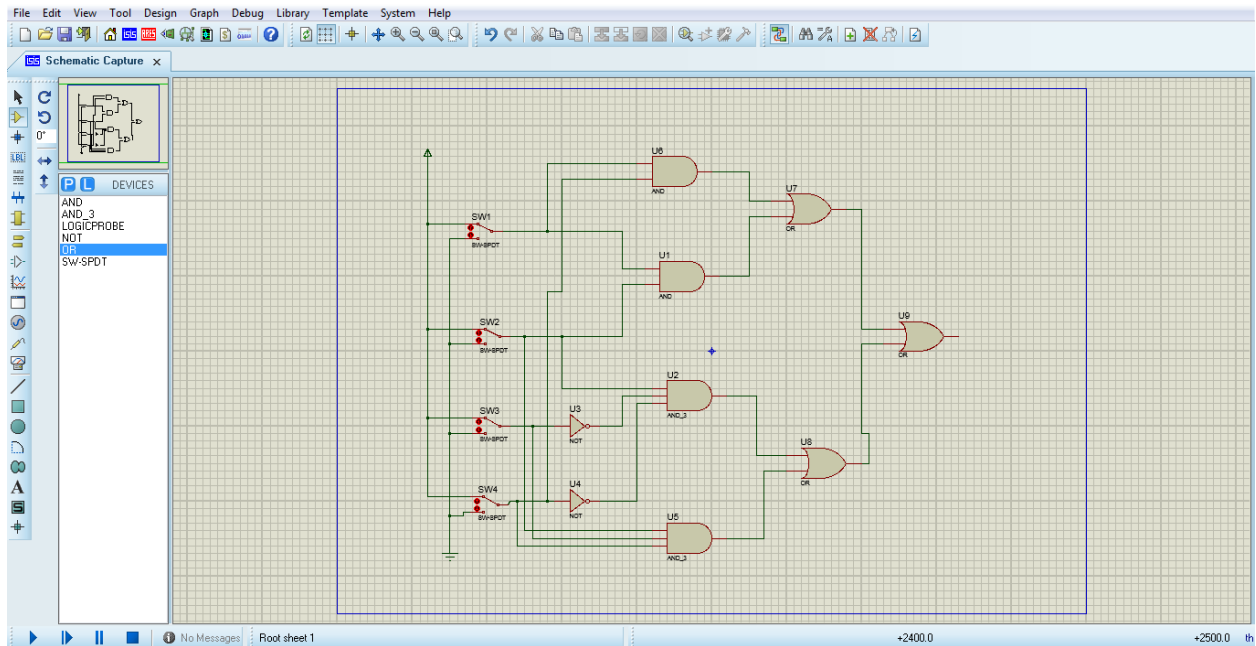 File Edit View Tool Design Graph Debug Library Template System Help
Schematic Capture
0°
LBL
A
S
P L DEVICES
AND
AND_3
LOGICPROBE
NOT
OR
SW-SPDT
U6
AND
U7
OR
SW1
SW-SPDT
U1
AND
U9
OR
SW2
SW-SPDT
U2
AND_3
SW3
SW-SPDT
U3
NOT
U8
OR
SW4
SW-SPDT
U4
NOT
U5
AND_3
No Messages Root sheet 1 +2400.0 +2500.0 th